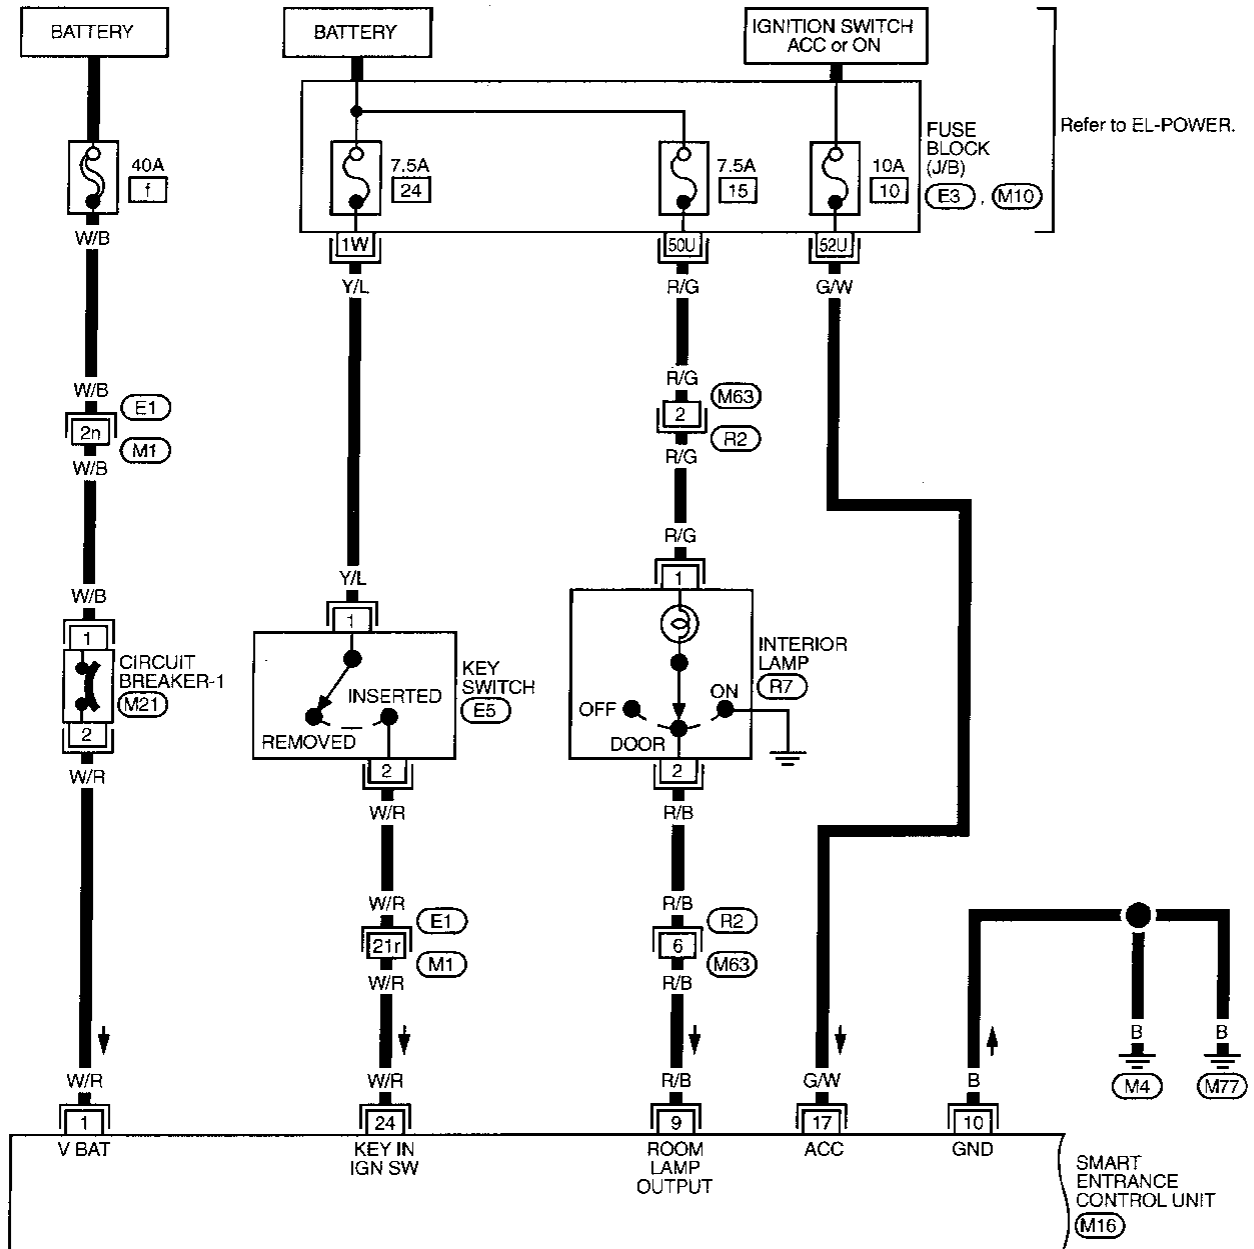 BATTERY
BATTERY
IGNITION SWITCH
ACC or ON
Refer to EL-POWER.
FUSE
BLOCK
(J/B)
E3 , M10
40A
f
7.5A
24
7.5A
15
10A
10
1W
50U
52U
W/B
Y/L
R/G
G/W
W/B
2n
E1
M1
W/B
R/G
2
M63
R2
R/G
W/B
Y/L
R/G
1
1
1
CIRCUIT
BREAKER-1
M21
2
W/R
KEY
SWITCH
E5
INSERTED
REMOVED
2
W/R
INTERIOR
LAMP
R7
OFF
ON
DOOR
2
R/B
W/R
21r
E1
M1
W/R
R/B
6
R2
M63
R/B
B
B
M4
M77
W/R
W/R
R/B
G/W
B
1
24
9
17
10
V BAT
KEY IN
IGN SW
ROOM
LAMP
OUTPUT
ACC
GND
SMART
ENTRANCE
CONTROL UNIT
M16